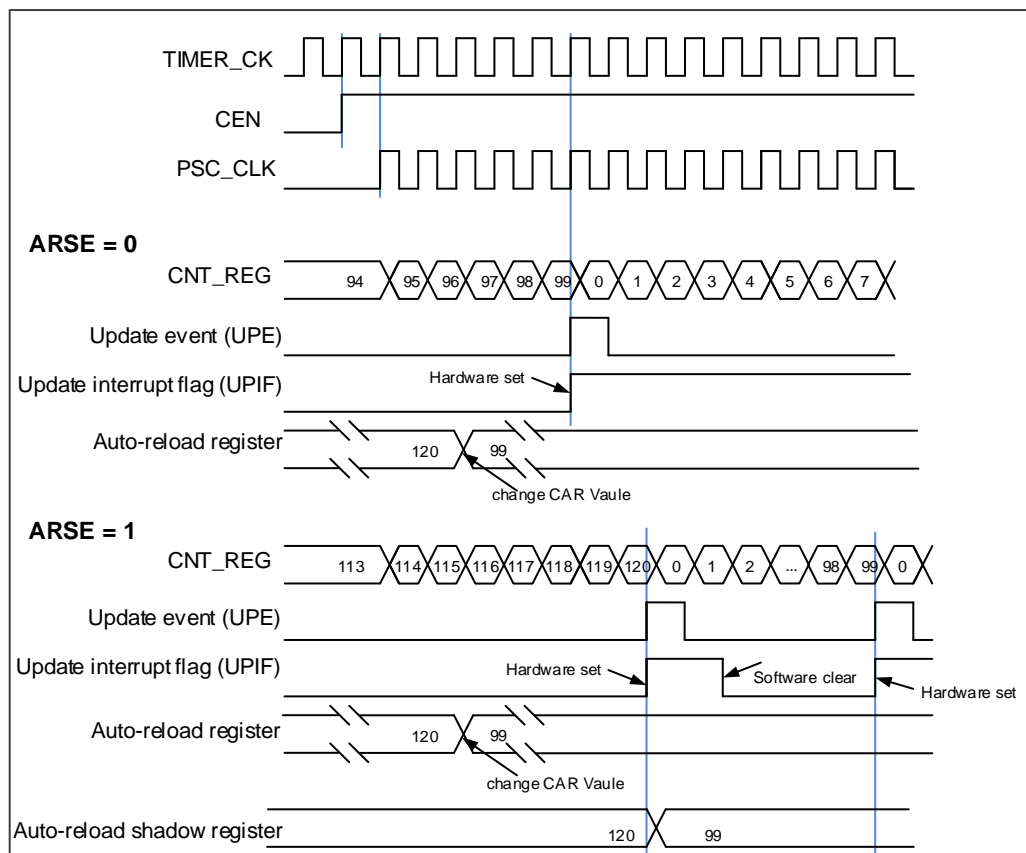 TIMER_CK
CEN
PSC_CLK
ARSE = 0
CNT_REG 94 95 96 97 98 99 0 1 2 3 4 5 6 7
Update event (UPE)
Update interrupt flag (UPIF) Hardware set
Auto-reload register 120 99
change CAR Vaule
ARSE = 1
CNT_REG 113 114 115 116 117 118 119 120 0 1 2 ... 98 99 0
Update event (UPE)
Update interrupt flag (UPIF) Hardware set Software clear Hardware set
Auto-reload register 120 99
change CAR Vaule
Auto-reload shadow register 120 99